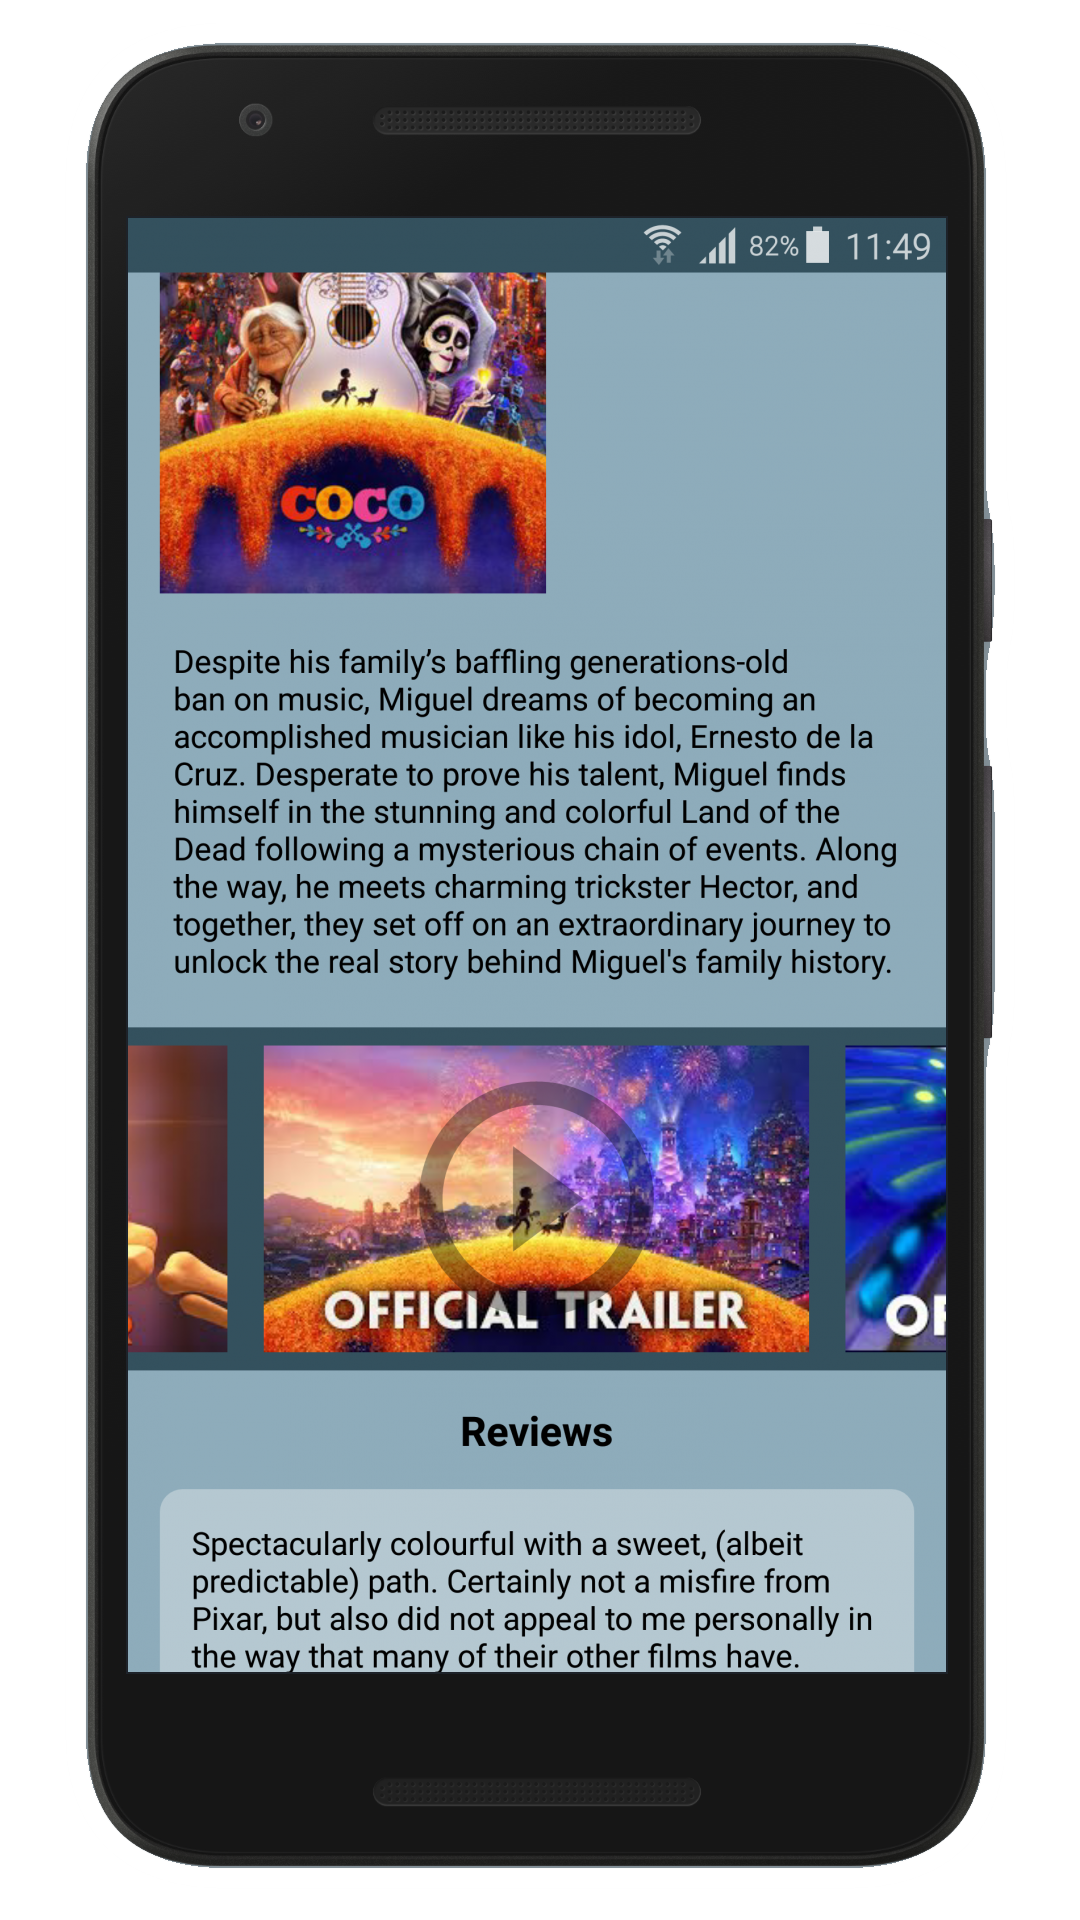 82% 11:49
COCO
Despite his family’s baffling generations-old
ban on music, Miguel dreams of becoming an
accomplished musician like his idol, Ernesto de la
Cruz. Desperate to prove his talent, Miguel finds
himself in the stunning and colorful Land of the
Dead following a mysterious chain of events. Along
the way, he meets charming trickster Hector, and
together, they set off on an extraordinary journey to
unlock the real story behind Miguel's family history.
OFFICIAL TRAILER
Reviews
Spectacularly colourful with a sweet, (albeit
predictable) path. Certainly not a misfire from
Pixar, but also did not appeal to me personally in
the way that many of their other films have.